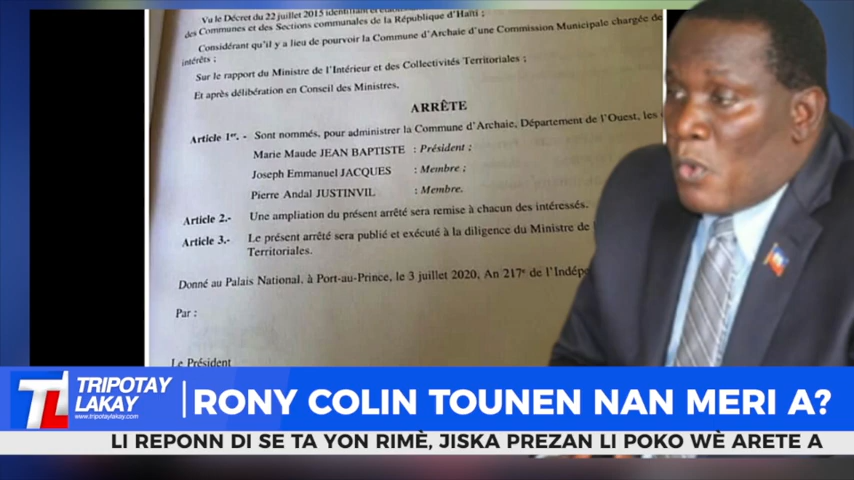 Vu le Décret du 22 juillet 2015 identifiant et
des Communes et des Sections communales de la République d'Haïti ;
Considérant qu'il y a lieu de pourvoir la Commune d'Archaie d'une Commission Municipale chargée de
intérêts ;
Sur le rapport du Ministre de l'Intérieur et des Collectivités Territoriales ;
Et après délibération en Conseil des Ministres.
ARRÊTE
Article 1er. - Sont nommés, pour administrer la Commune d'Archaie, Département de l'Ouest, les
Marie Maude JEAN BAPTISTE : Président ;
Joseph Emmanuel JACQUES : Membre ;
Pierre Andal JUSTINVIL : Membre.
Article 2.- Une ampliation du présent arrêté sera remise à chacun des intéressés.
Article 3.- Le présent arrêté sera publié et exécuté à la diligence du Ministre de
Territoriales.
Donné au Palais National, à Port-au-Prince, le 3 juillet 2020, An 217e de l'Indépe
Par :
Le Président
TL TRIPOTAY
LAKAY
www.tripotaylakay.com
RONY COLIN TOUNEN NAN MERI A?
LI REPONN DI SE TA YON RIMÈ, JISKA PREZAN LI POKO WÈ ARETE A